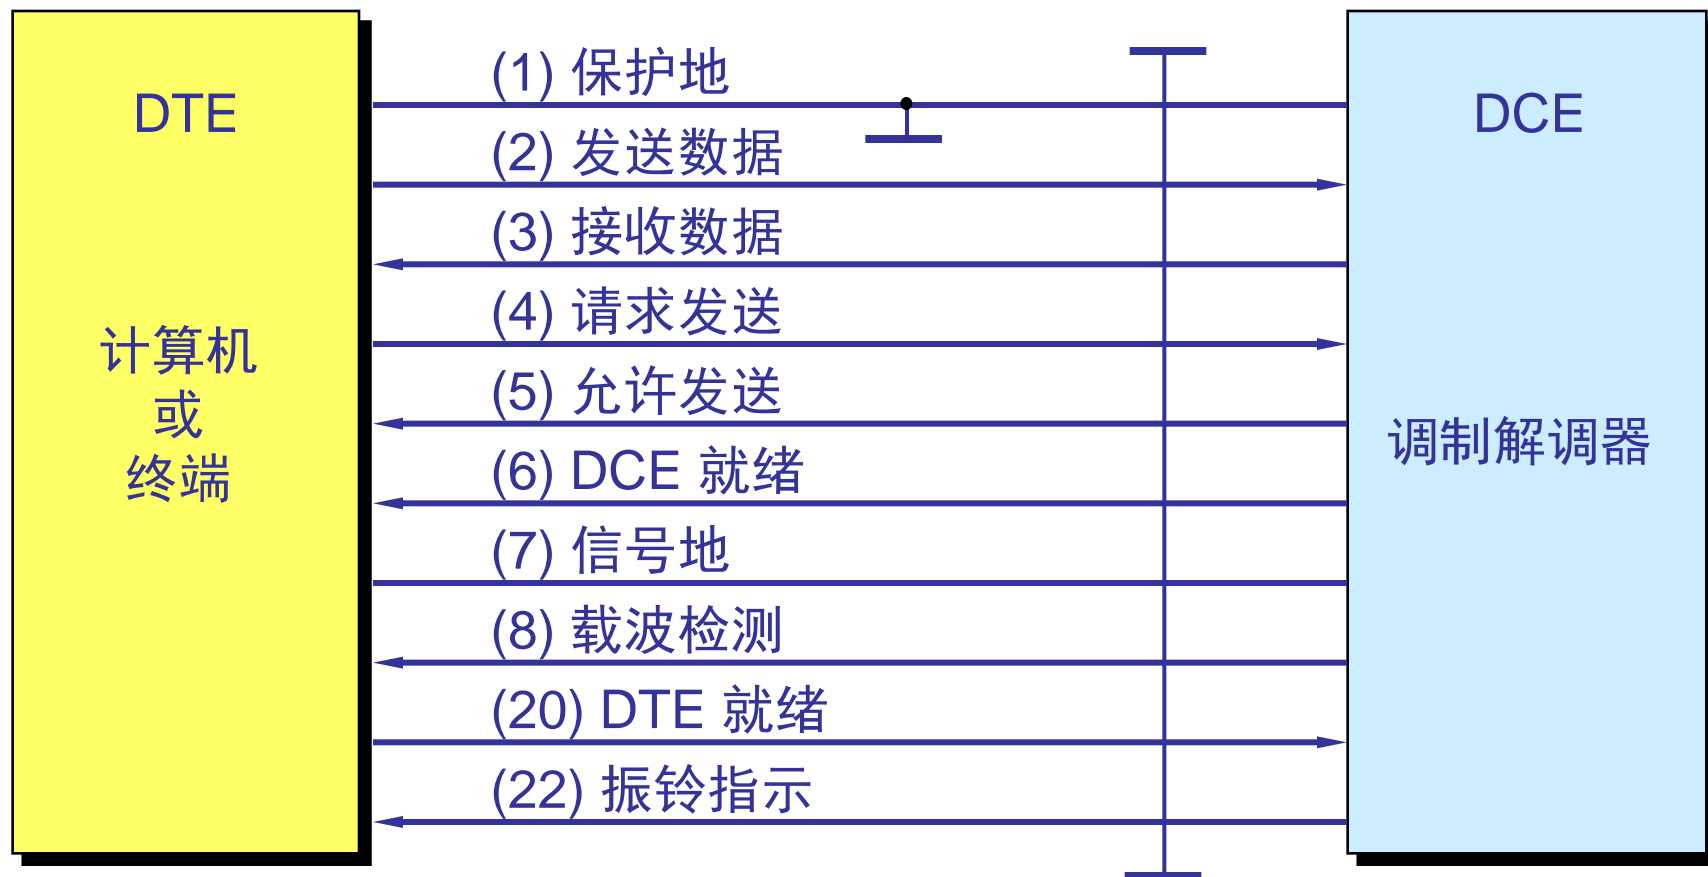 DTE
计算机
或
终端
(1) 保护地
(2) 发送数据
(3) 接收数据
(4) 请求发送
(5) 允许发送
(6) DCE 就绪
(7) 信号地
(8) 载波检测
(20) DTE 就绪
(22) 振铃指示
DCE
调制解调器